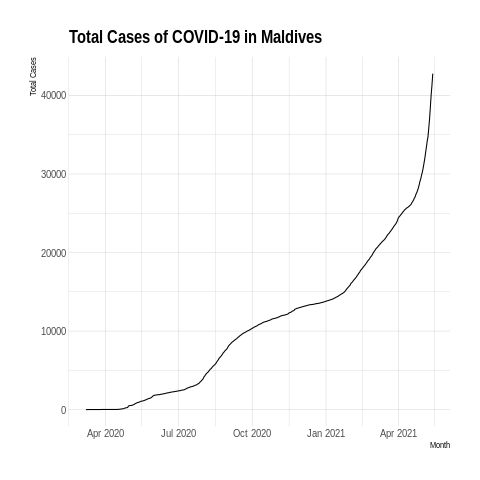 Total Cases of COVID-19 in Maldives
Total Cases
40000
30000
20000
10000
0
Apr 2020 Jul 2020 Oct 2020 Jan 2021 Apr 2021
Month